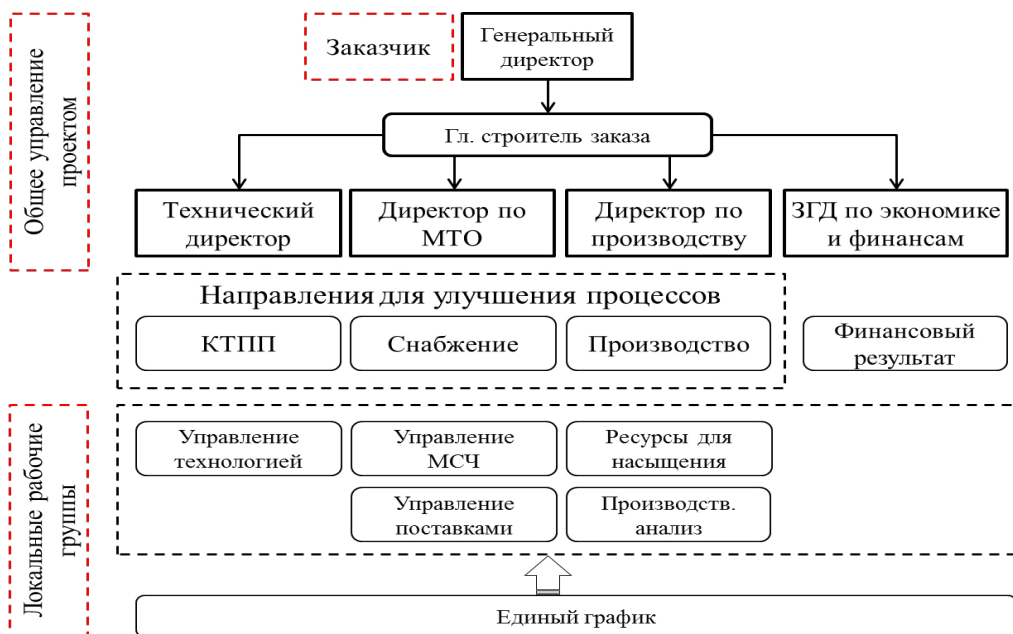 Общее управление
проектом
Заказчик
Генеральный
директор
Гл. строитель заказа
Технический
директор
Директор по
МТО
Директор по
производству
ЗГД по экономике
и финансам
Направления для улучшения процессов
КТПП
Снабжение
Производство
Финансовый
результат
Локальные рабочие
группы
Управление
технологией
Управление
МСЧ
Ресурсы для
насыщения
Управление
поставками
Производств.
анализ
Единый график